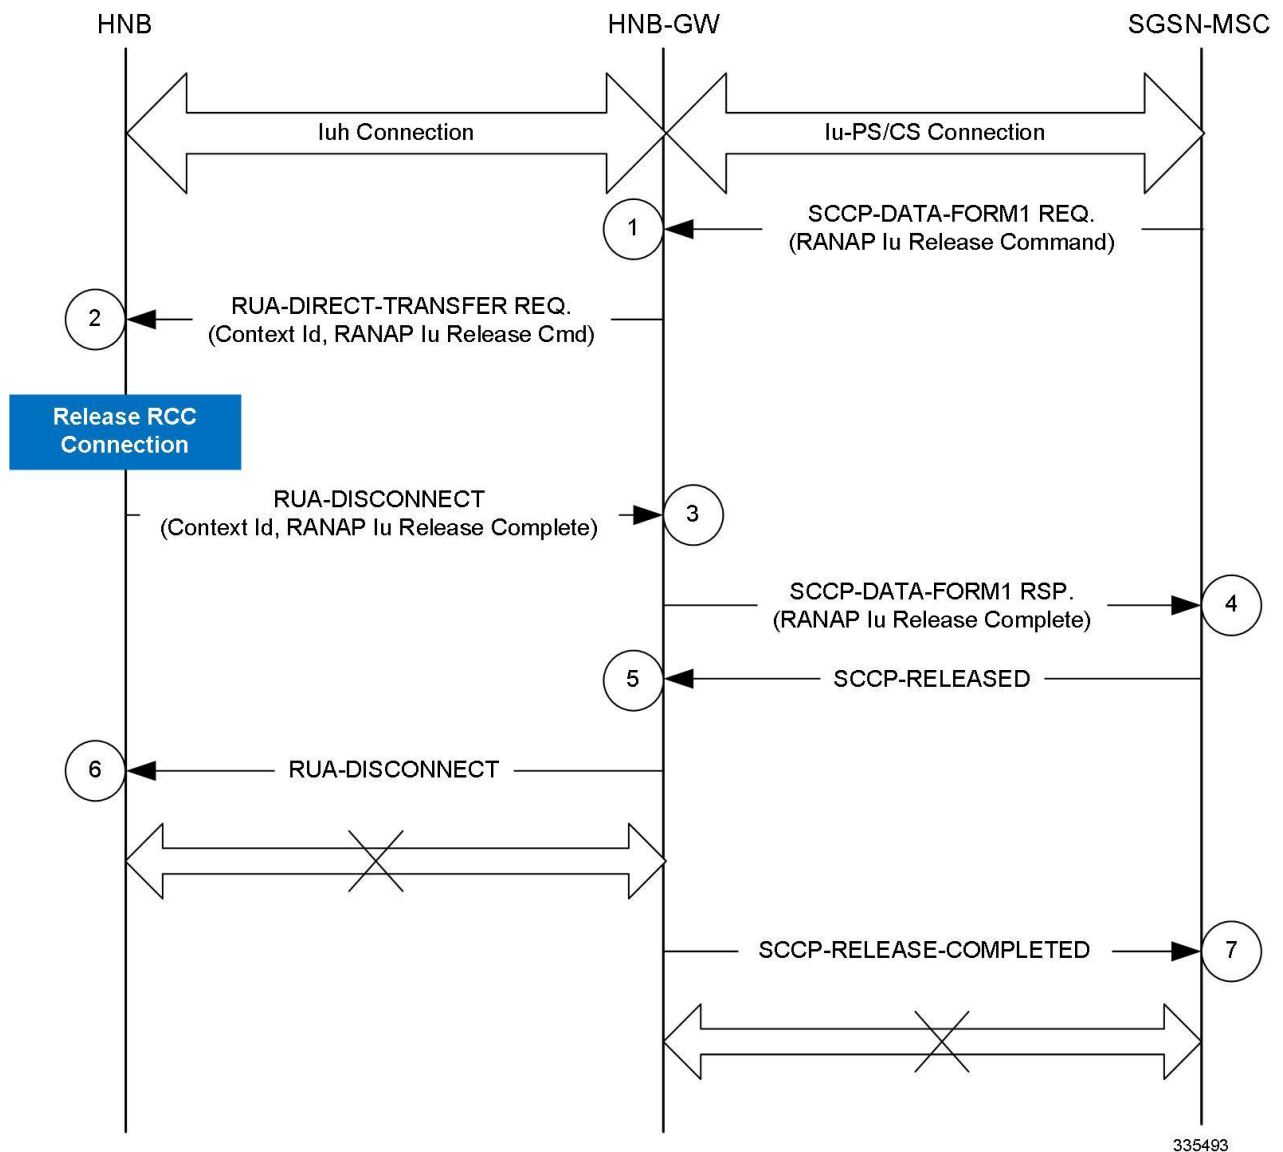 HNB HNB-GW SGSN-MSC
Iuh Connection Iu-PS/CS Connection
1
SCCP-DATA-FORM1 REQ.
(RANAP Iu Release Command)
2
RUA-DIRECT-TRANSFER REQ.
(Context Id, RANAP Iu Release Cmd)
Release RCC
Connection
RUA-DISCONNECT
(Context Id, RANAP Iu Release Complete)
3
SCCP-DATA-FORM1 RSP.
(RANAP Iu Release Complete)
4
5 SCCP-RELEASED
6 RUA-DISCONNECT
SCCP-RELEASE-COMPLETED 7
335493